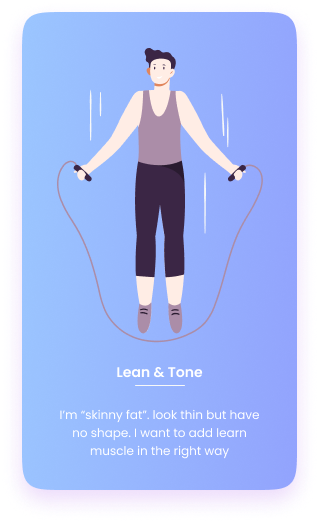 Lean & Tone
I’m “skinny fat”. look thin but have
no shape. I want to add learn
muscle in the right way